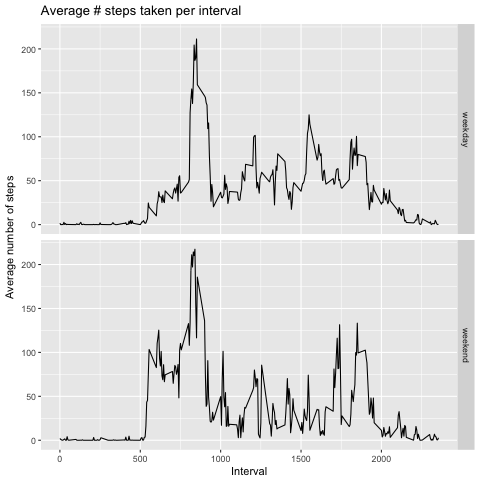 Average # steps taken per interval
200
150
100
50
0
weekday
200
150
100
50
0
weekend
Average number of steps
0 500 1000 1500 2000
Interval